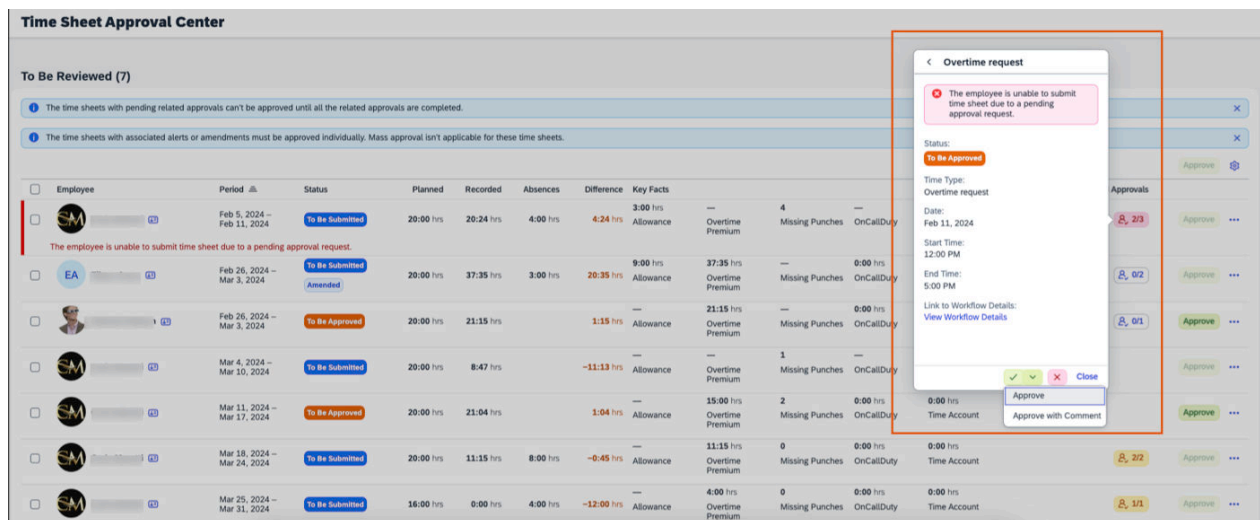 Time Sheet Approval Center
To Be Reviewed (7)
The time sheets with pending related approvals can't be approved until all the related approvals are completed.
The time sheets with associated alerts or amendments must be approved individually. Mass approval isn't applicable for these time sheets.
Approve
Employee Period Status Planned Recorded Absences Difference Key Facts Approvals
SM Feb 5, 2024 – Feb 11, 2024 To Be Submitted 20:00 hrs 20:24 hrs 4:00 hrs 4:24 hrs 3:00 hrs Allowance — Overtime Premium 4 Missing Punches — OnCallDuty 2/3 Approve
The employee is unable to submit time sheet due to a pending approval request.
EA Feb 26, 2024 – Mar 3, 2024 To Be Submitted Amended 20:00 hrs 37:35 hrs 3:00 hrs 20:35 hrs 9:00 hrs Allowance 37:35 hrs Overtime Premium — Missing Punches 0:00 hrs OnCallDuty 0/2 Approve
Feb 26, 2024 – Mar 3, 2024 To Be Approved 20:00 hrs 21:15 hrs 1:15 hrs — Allowance 21:15 hrs Overtime Premium — Missing Punches 0:00 hrs OnCallDuty 0/1 Approve
SM Mar 4, 2024 – Mar 10, 2024 To Be Submitted 20:00 hrs 8:47 hrs −11:13 hrs — Allowance — Overtime Premium 1 Missing Punches — OnCallDuty Approve
SM Mar 11, 2024 – Mar 17, 2024 To Be Approved 20:00 hrs 21:04 hrs 1:04 hrs — Allowance 15:00 hrs Overtime Premium 2 Missing Punches 0:00 hrs OnCallDuty 0:00 hrs Time Account Approve
SM Mar 18, 2024 – Mar 24, 2024 To Be Submitted 20:00 hrs 11:15 hrs 8:00 hrs −0:45 hrs — Allowance 11:15 hrs Overtime Premium 0 Missing Punches 0:00 hrs OnCallDuty 0:00 hrs Time Account 2/2 Approve
SM Mar 25, 2024 – Mar 31, 2024 To Be Submitted 16:00 hrs 0:00 hrs 4:00 hrs −12:00 hrs — Allowance 4:00 hrs Overtime Premium 0 Missing Punches 0:00 hrs OnCallDuty 0:00 hrs Time Account 1/1 Approve
Overtime request
The employee is unable to submit
time sheet due to a pending
approval request.
Status:
To Be Approved
Time Type:
Overtime request
Date:
Feb 11, 2024
Start Time:
12:00 PM
End Time:
5:00 PM
Link to Workflow Details:
View Workflow Details
Close
Approve
Approve with Comment